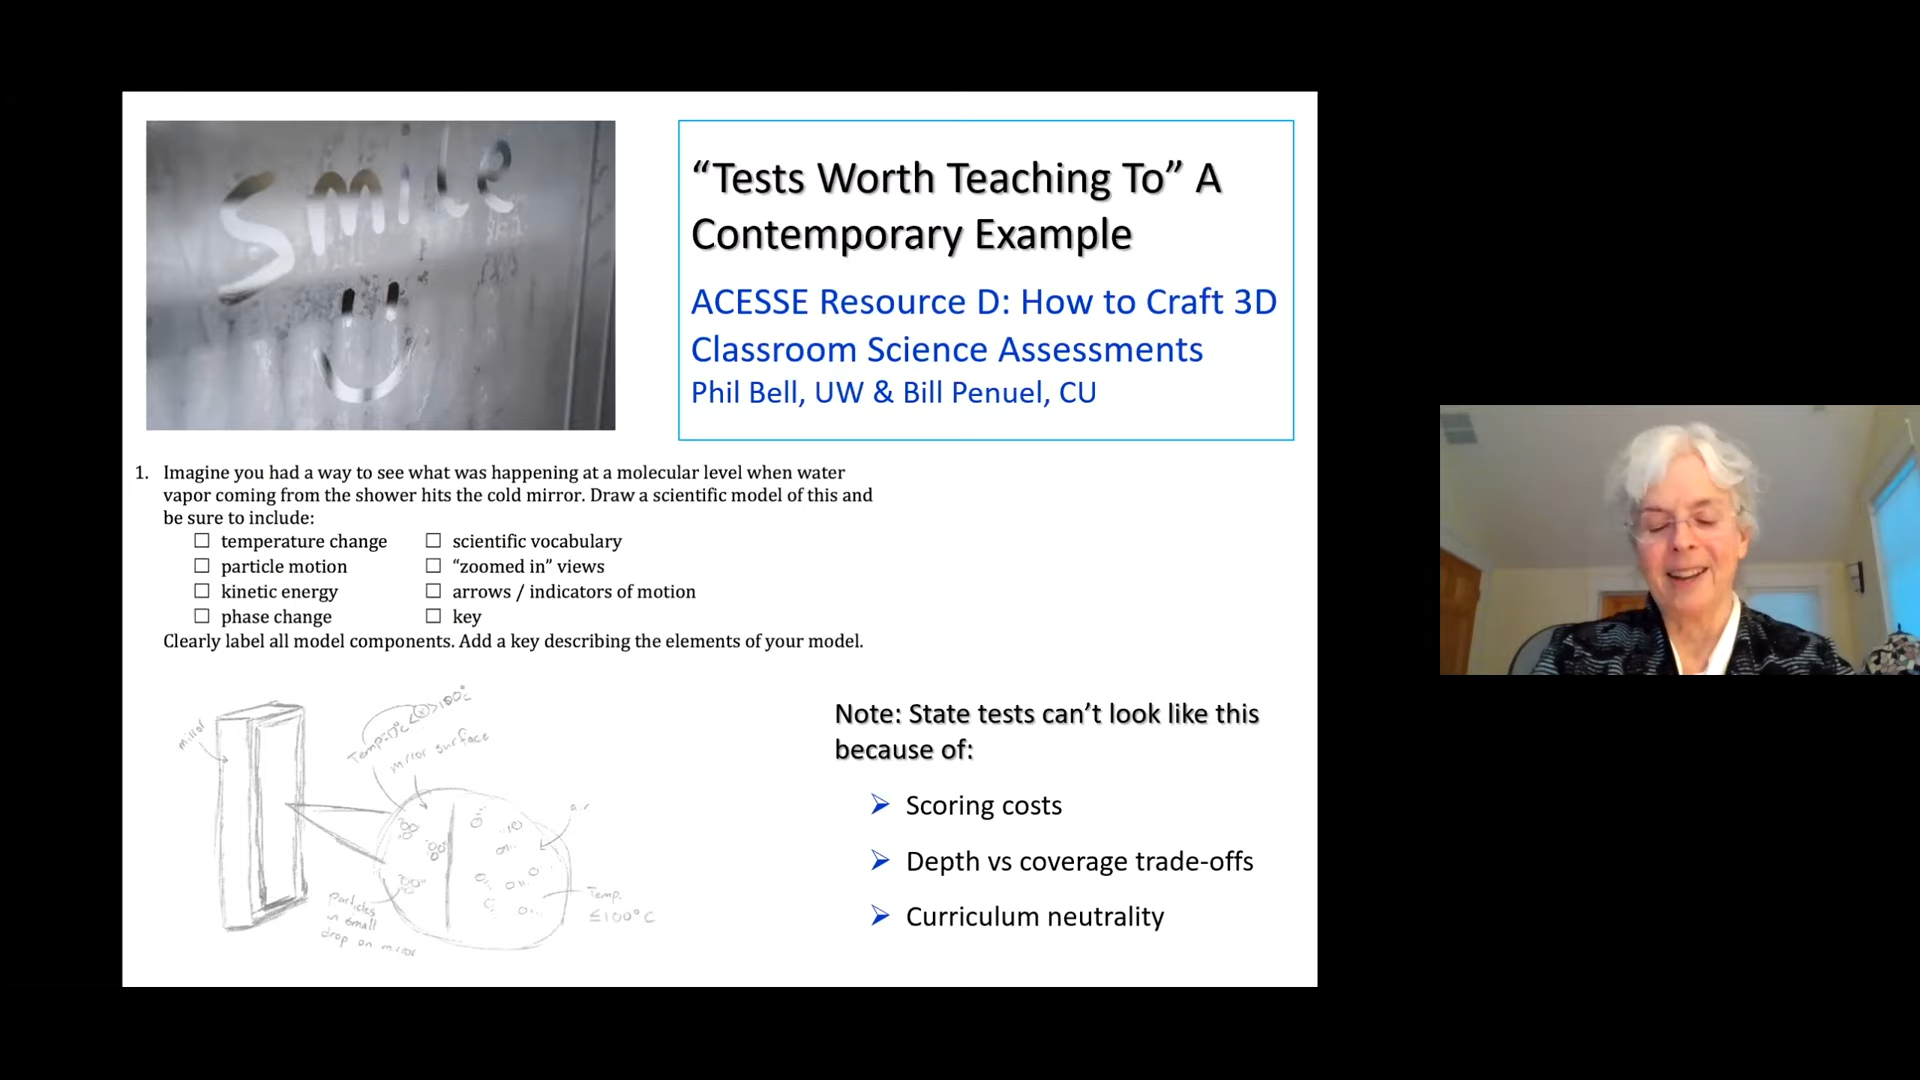 smile
“Tests Worth Teaching To” A
Contemporary Example
ACESSE Resource D: How to Craft 3D
Classroom Science Assessments
Phil Bell, UW & Bill Penuel, CU
1. Imagine you had a way to see what was happening at a molecular level when water
vapor coming from the shower hits the cold mirror. Draw a scientific model of this and
be sure to include:
☐ temperature change ☐ scientific vocabulary
☐ particle motion ☐ “zoomed in” views
☐ kinetic energy ☐ arrows / indicators of motion
☐ phase change ☐ key
Clearly label all model components. Add a key describing the elements of your model.
mirror
mirror surface
air
Temp.
≤100°C
particles
in small
drop on mirror
Note: State tests can’t look like this
because of:
➢ Scoring costs
➢ Depth vs coverage trade-offs
➢ Curriculum neutrality